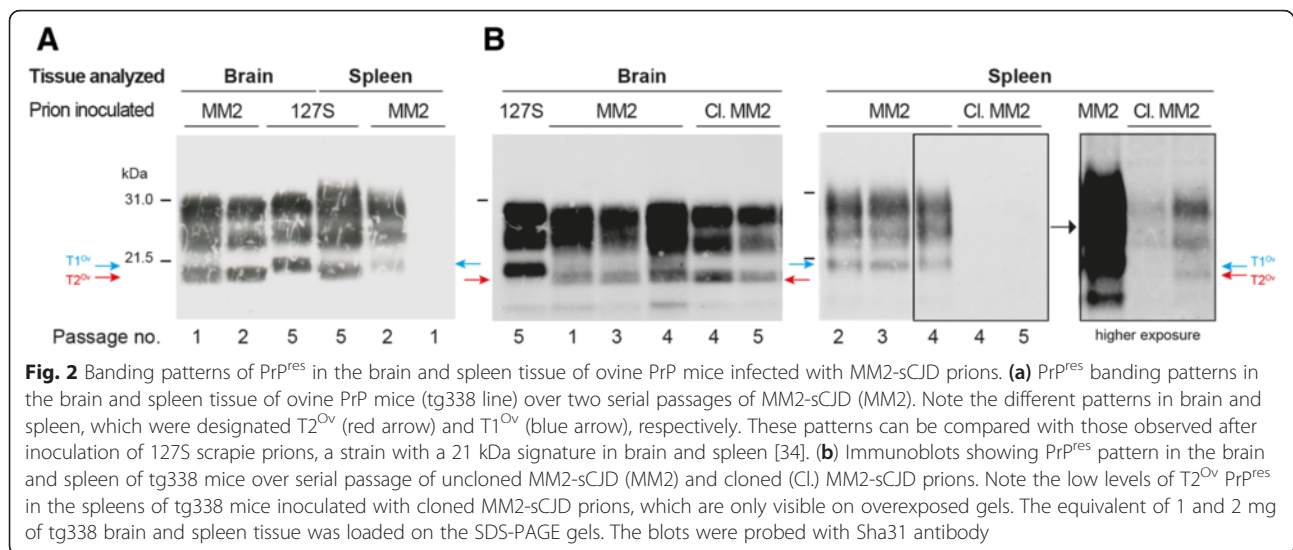 A
B
Tissue analyzed Brain Spleen Brain Spleen
Prion inoculated MM2 127S MM2 127S MM2 Cl. MM2 MM2 Cl. MM2 MM2 Cl. MM2
kDa
31.0
21.5
T1Ov
T2Ov
T1Ov
T2Ov
Passage no. 1 2 5 5 2 1 5 1 3 4 4 5 2 3 4 4 5 higher exposure
Fig. 2 Banding patterns of PrPres in the brain and spleen tissue of ovine PrP mice infected with MM2-sCJD prions. (a) PrPres banding patterns in
the brain and spleen tissue of ovine PrP mice (tg338 line) over two serial passages of MM2-sCJD (MM2). Note the different patterns in brain and
spleen, which were designated T2Ov (red arrow) and T1Ov (blue arrow), respectively. These patterns can be compared with those observed after
inoculation of 127S scrapie prions, a strain with a 21 kDa signature in brain and spleen [34]. (b) Immunoblots showing PrPres pattern in the brain
and spleen of tg338 mice over serial passage of uncloned MM2-sCJD (MM2) and cloned (Cl.) MM2-sCJD prions. Note the low levels of T2Ov PrPres
in the spleens of tg338 mice inoculated with cloned MM2-sCJD prions, which are only visible on overexposed gels. The equivalent of 1 and 2 mg
of tg338 brain and spleen tissue was loaded on the SDS-PAGE gels. The blots were probed with Sha31 antibody